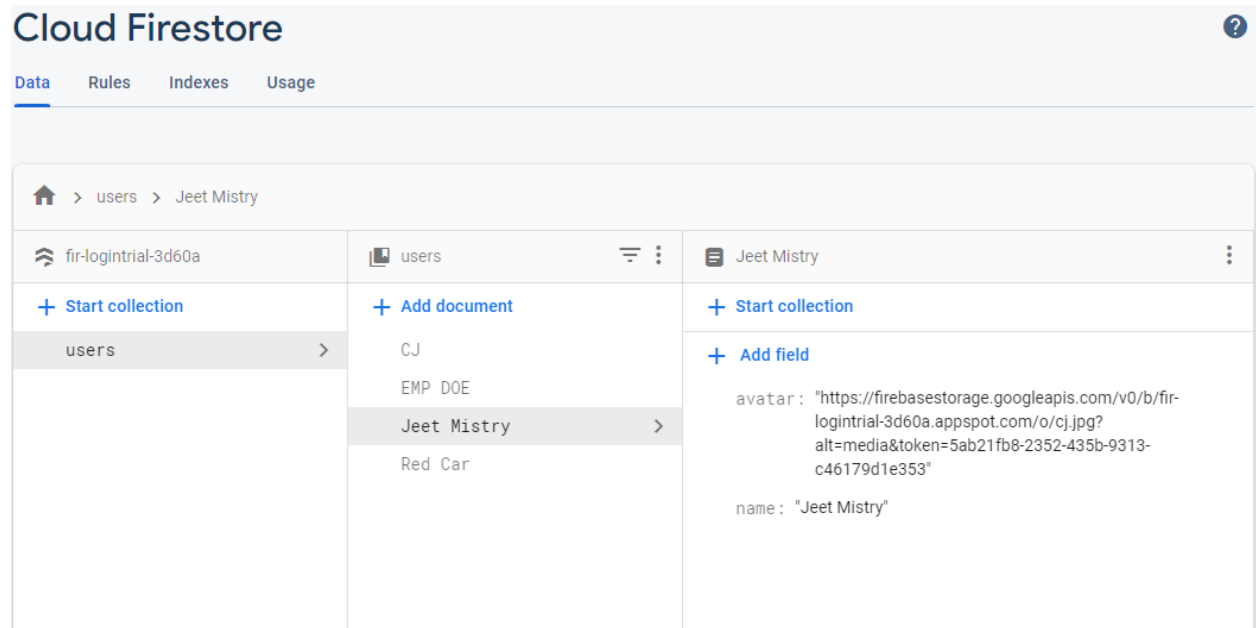 Cloud Firestore
?
Data Rules Indexes Usage
users Jeet Mistry
fir-logintrial-3d60a
users
Jeet Mistry
+ Start collection
+ Add document
+ Start collection
users
CJ
EMP DOE
Jeet Mistry
Red Car
+ Add field
avatar: "https://firebasestorage.googleapis.com/v0/b/fir-
logintrial-3d60a.appspot.com/o/cj.jpg?
alt=media&token=5ab21fb8-2352-435b-9313-
c46179d1e353"
name: "Jeet Mistry"